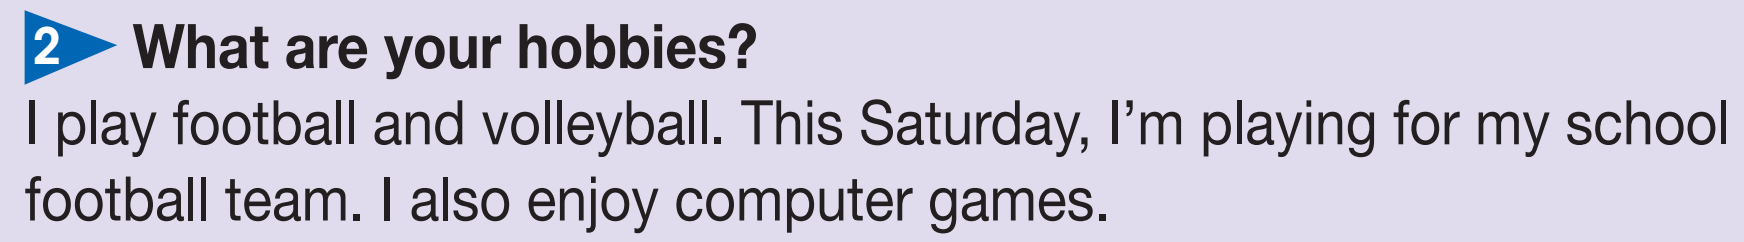 2 What are your hobbies?
I play football and volleyball. This Saturday, I’m playing for my school
football team. I also enjoy computer games.